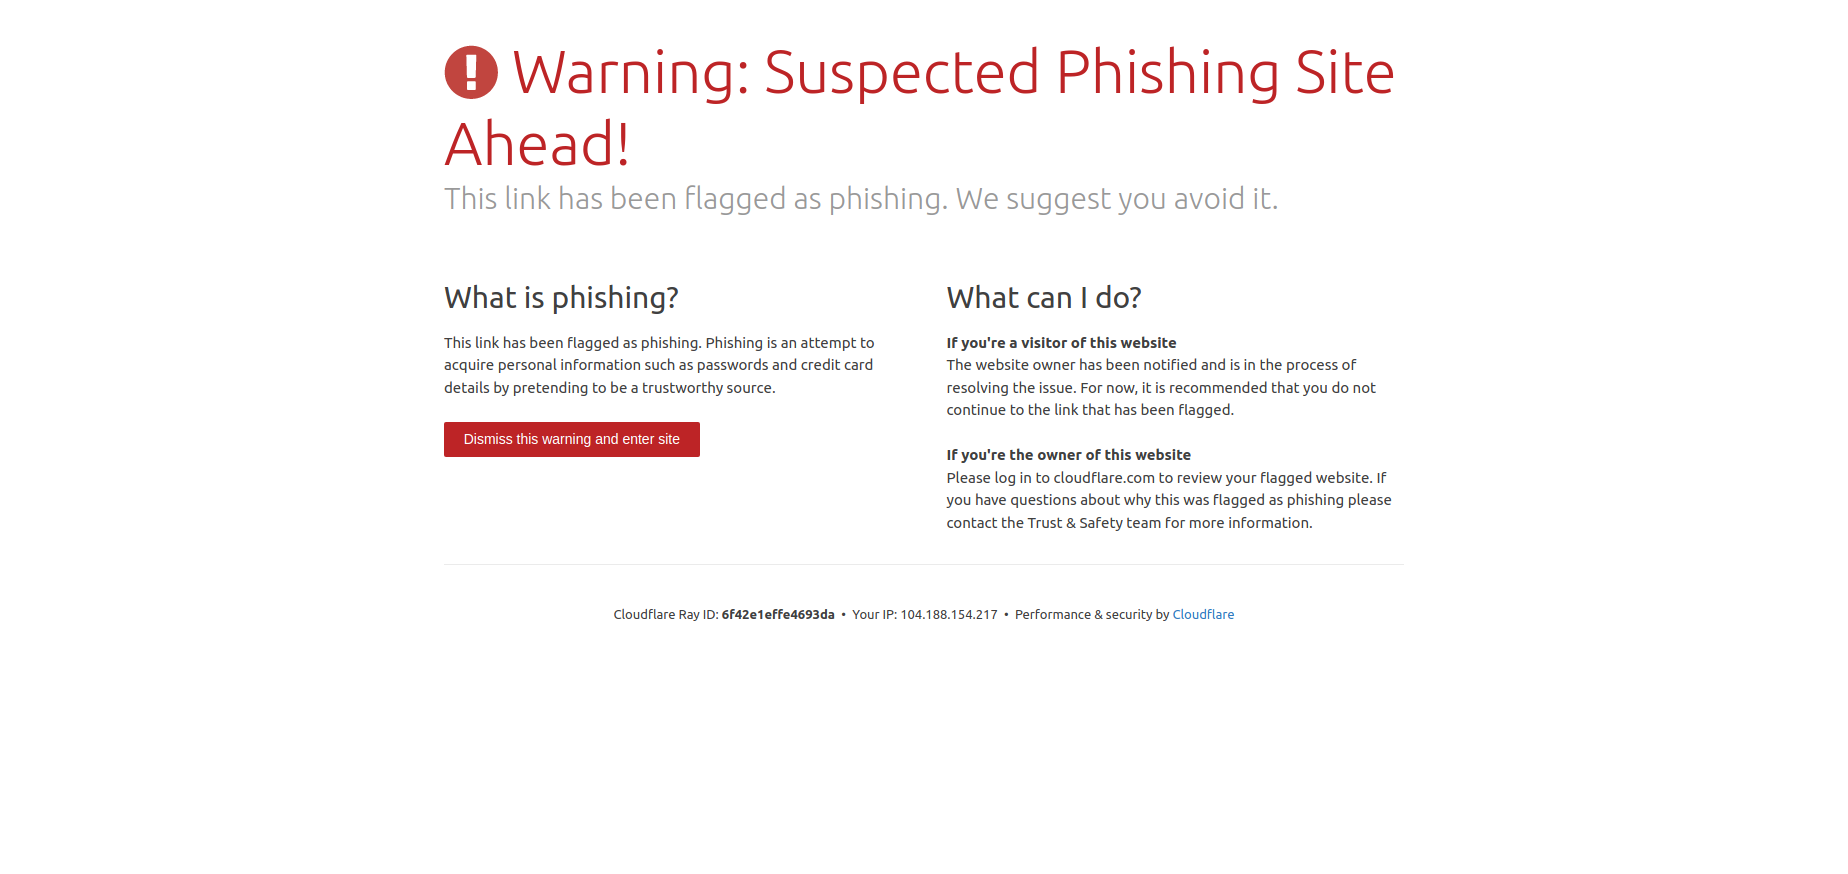 Warning: Suspected Phishing Site
Ahead!
This link has been flagged as phishing. We suggest you avoid it.
What is phishing?
This link has been flagged as phishing. Phishing is an attempt to
acquire personal information such as passwords and credit card
details by pretending to be a trustworthy source.
Dismiss this warning and enter site
What can I do?
If you're a visitor of this website
The website owner has been notified and is in the process of
resolving the issue. For now, it is recommended that you do not
continue to the link that has been flagged.
If you're the owner of this website
Please log in to cloudflare.com to review your flagged website. If
you have questions about why this was flagged as phishing please
contact the Trust & Safety team for more information.
Cloudflare Ray ID: 6f42e1effe4693da • Your IP: 104.188.154.217 • Performance & security by Cloudflare